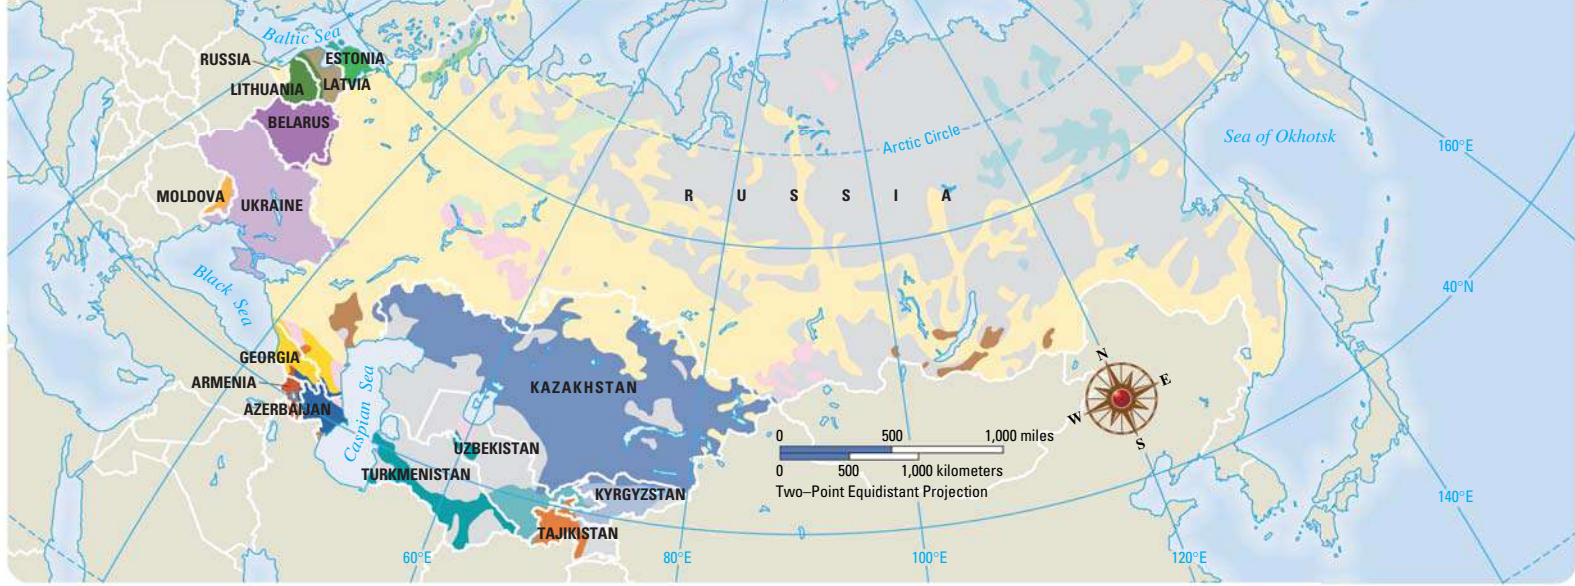 Baltic Sea
RUSSIA
ESTONIA
LATVIA
LITHUANIA
BELARUS
Arctic Circle
Sea of Okhotsk
160°E
R U S S I A
MOLDOVA
UKRAINE
Black Sea
40°N
GEORGIA
ARMENIA
AZERBAIJAN
Caspian Sea
KAZAKHSTAN
N
E
W
S
0 500 1,000 miles
0 500 1,000 kilometers
Two–Point Equidistant Projection
UZBEKISTAN
TURKMENISTAN
KYRGYZSTAN
TAJIKISTAN
140°E
60°E
80°E
100°E
120°E